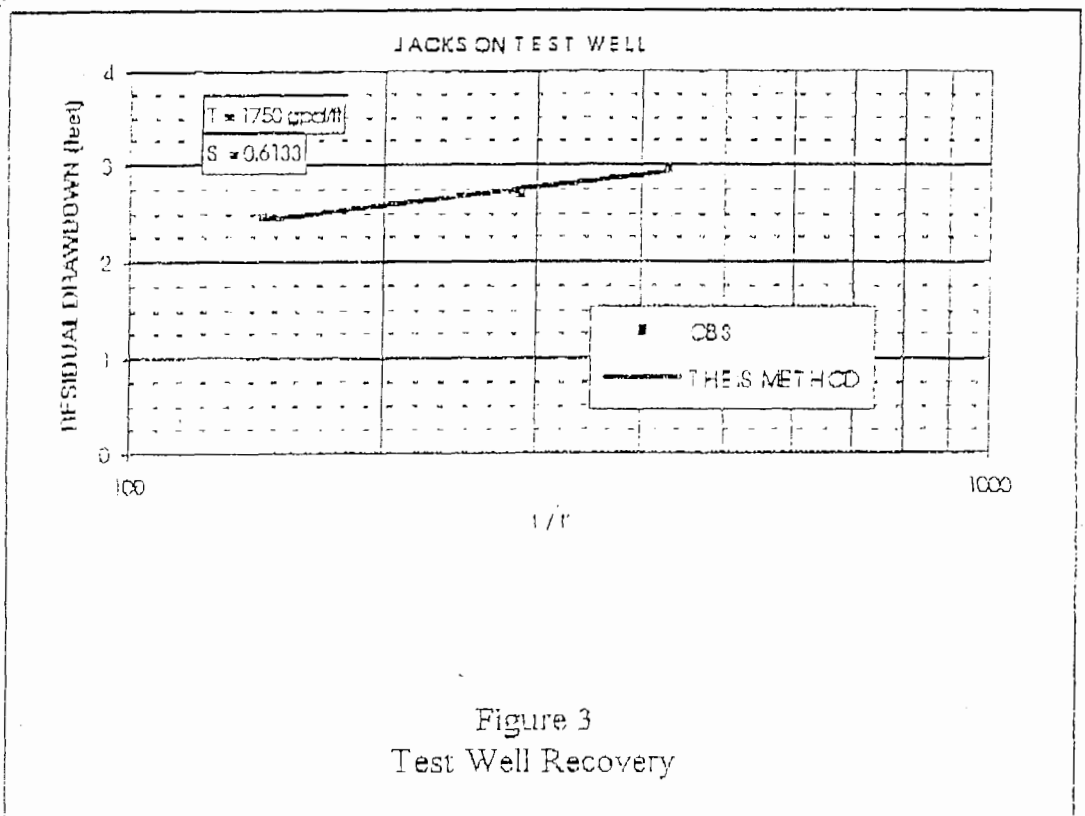 JACKSON TEST WELL
RESIDUAL DRAWDOWN (feet)
4
3
2
1
0
T = 1750 gpd/ft
S = 0.6133
OBS
THEIS METHOD
100
1000
t / t'
Figure 3
Test Well Recovery